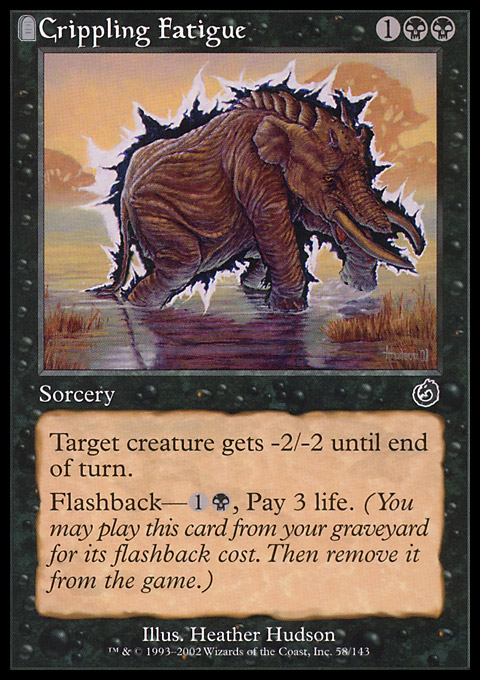 Crippling Fatigue 1
Sorcery
Target creature gets -2/-2 until end
of turn.
Flashback—1, Pay 3 life. (You
may play this card from your graveyard
for its flashback cost. Then remove it
from the game.)
Illus. Heather Hudson
™ & © 1993–2002 Wizards of the Coast, Inc. 58/143